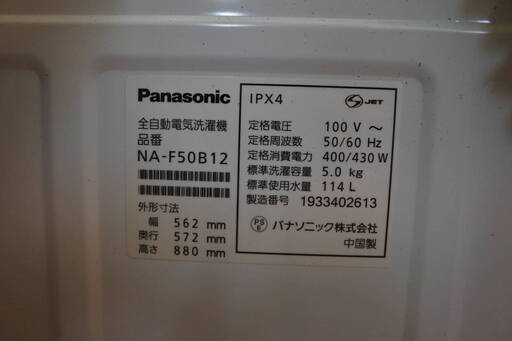 Panasonic
全自動電気洗濯機
品番
NA-F50B12
外形寸法
幅 562 mm
奥行 572 mm
高さ 880 mm
IPX4
S JET
定格電圧 100 V ～
定格周波数 50/60 Hz
定格消費電力 400/430 W
標準洗濯容量 5.0 kg
標準使用水量 114 L
製造番号 1933402613
PS E パナソニック株式会社
中国製